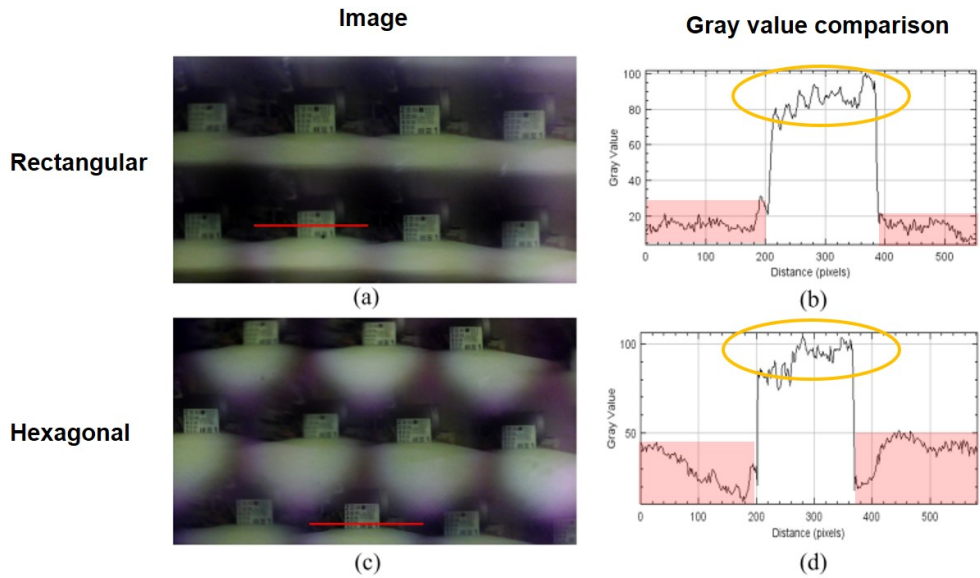 Image
Gray value comparison
Rectangular
100
80
60
40
20
Gray Value
0 100 200 300 400 500
Distance (pixels)
(a)
(b)
Hexagonal
100
50
Gray Value
0 100 200 300 400 500
Distance (pixels)
(c)
(d)